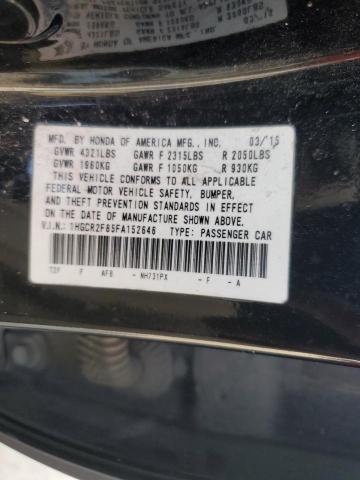 MFD. BY HONDA OF AMERICA MFG., INC. 03/15
GVWR 4321LBS GAWR F 2315LBS R 2050LBS
GVWR 1960KG GAWR F 1050KG R 930KG
THIS VEHICLE CONFORMS TO ALL APPLICABLE
FEDERAL MOTOR VEHICLE SAFETY, BUMPER,
AND THEFT PREVENTION STANDARDS IN EFFECT
ON THE DATE OF MANUFACTURE SHOWN ABOVE.
V.I.N.: 1HGCR2F85FA152646 TYPE: PASSENGER CAR
F AFB - NH731PX - F - A